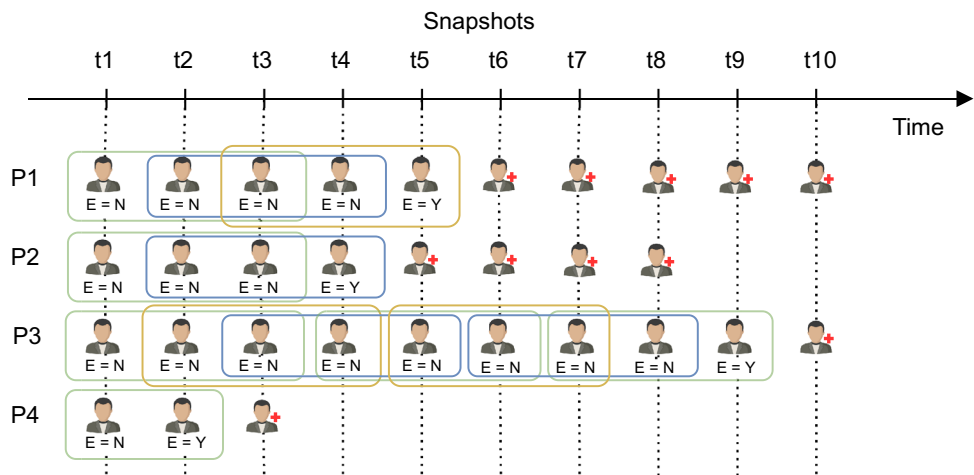 Snapshots
t1 t2 t3 t4 t5 t6 t7 t8 t9 t10
Time
P1
E = N E = N E = N E = N E = Y
P2
E = N E = N E = N E = Y
P3
E = N E = N E = N E = N E = N E = N E = N E = N E = Y
P4
E = N E = Y